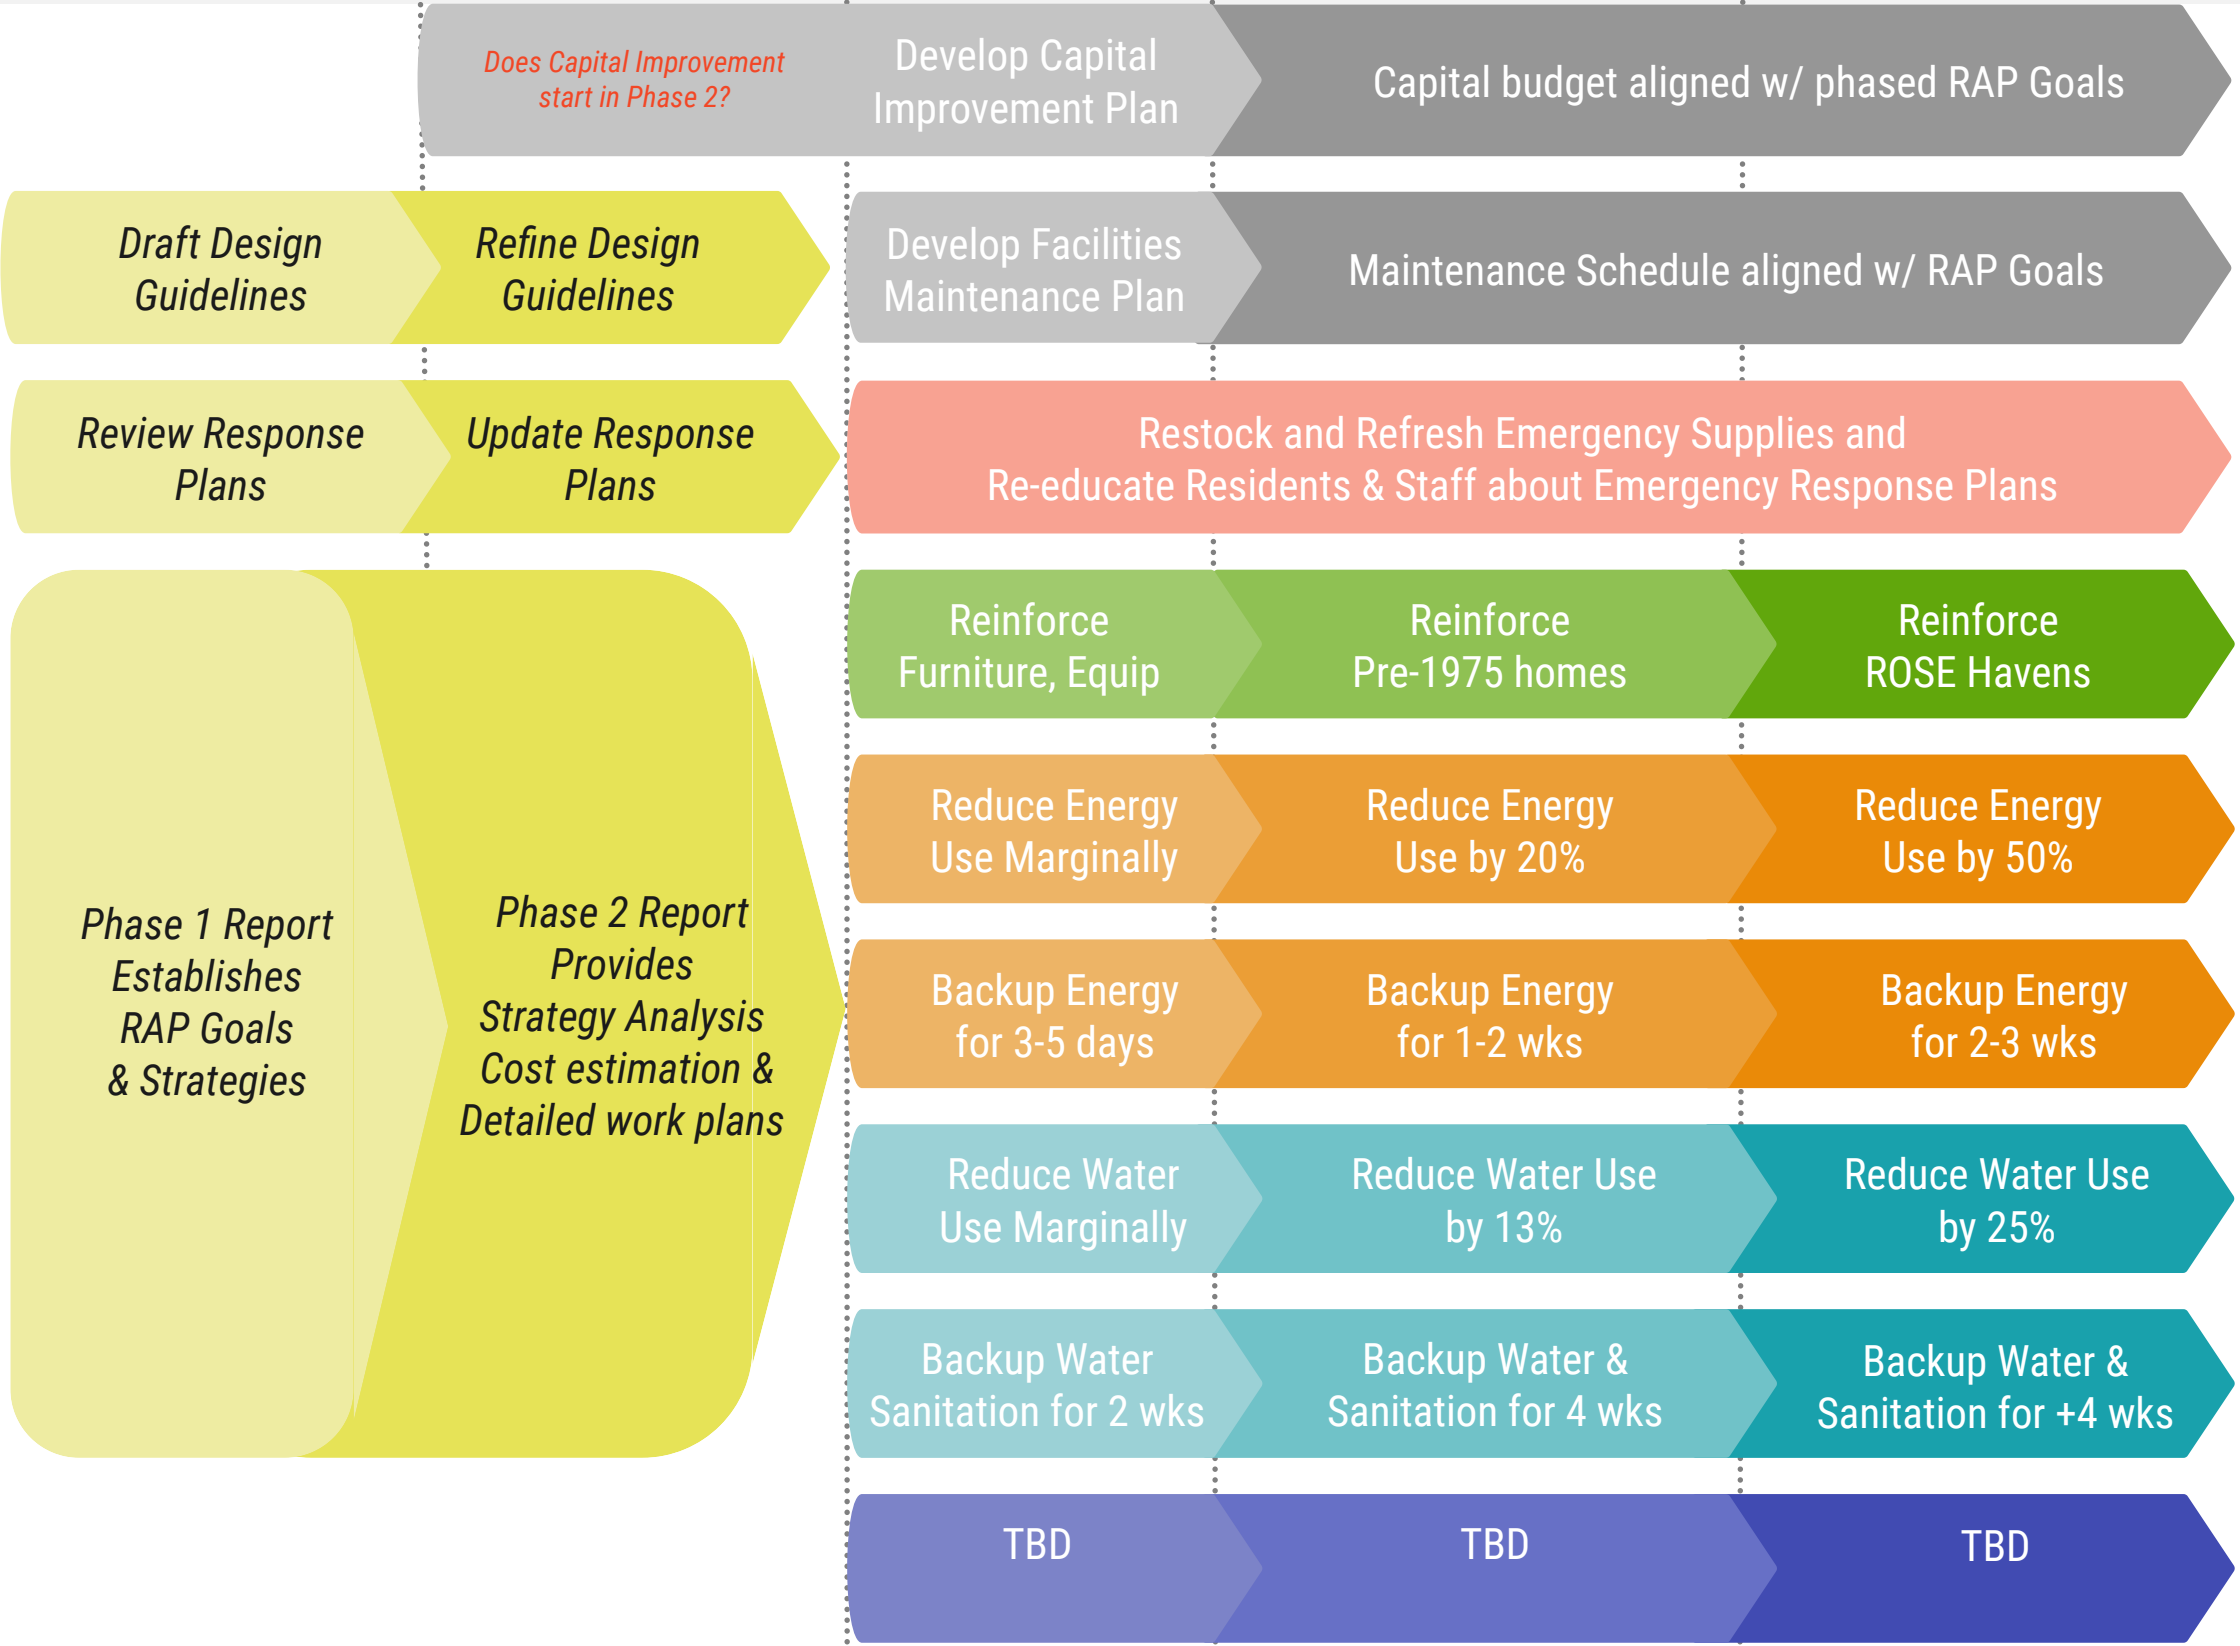 Does Capital Improvement
start in Phase 2?
Develop Capital
Improvement Plan
Capital budget aligned w/ phased RAP Goals
Draft Design
Guidelines
Refine Design
Guidelines
Develop Facilities
Maintenance Plan
Maintenance Schedule aligned w/ RAP Goals
Review Response
Plans
Update Response
Plans
Restock and Refresh Emergency Supplies and
Re-educate Residents & Staff about Emergency Response Plans
Phase 1 Report
Establishes
RAP Goals
& Strategies
Phase 2 Report
Provides
Strategy Analysis
Cost estimation &
Detailed work plans
Reinforce
Furniture, Equip
Reinforce
Pre-1975 homes
Reinforce
ROSE Havens
Reduce Energy
Use Marginally
Reduce Energy
Use by 20%
Reduce Energy
Use by 50%
Backup Energy
for 3-5 days
Backup Energy
for 1-2 wks
Backup Energy
for 2-3 wks
Reduce Water
Use Marginally
Reduce Water Use
by 13%
Reduce Water Use
by 25%
Backup Water
Sanitation for 2 wks
Backup Water &
Sanitation for 4 wks
Backup Water &
Sanitation for +4 wks
TBD
TBD
TBD